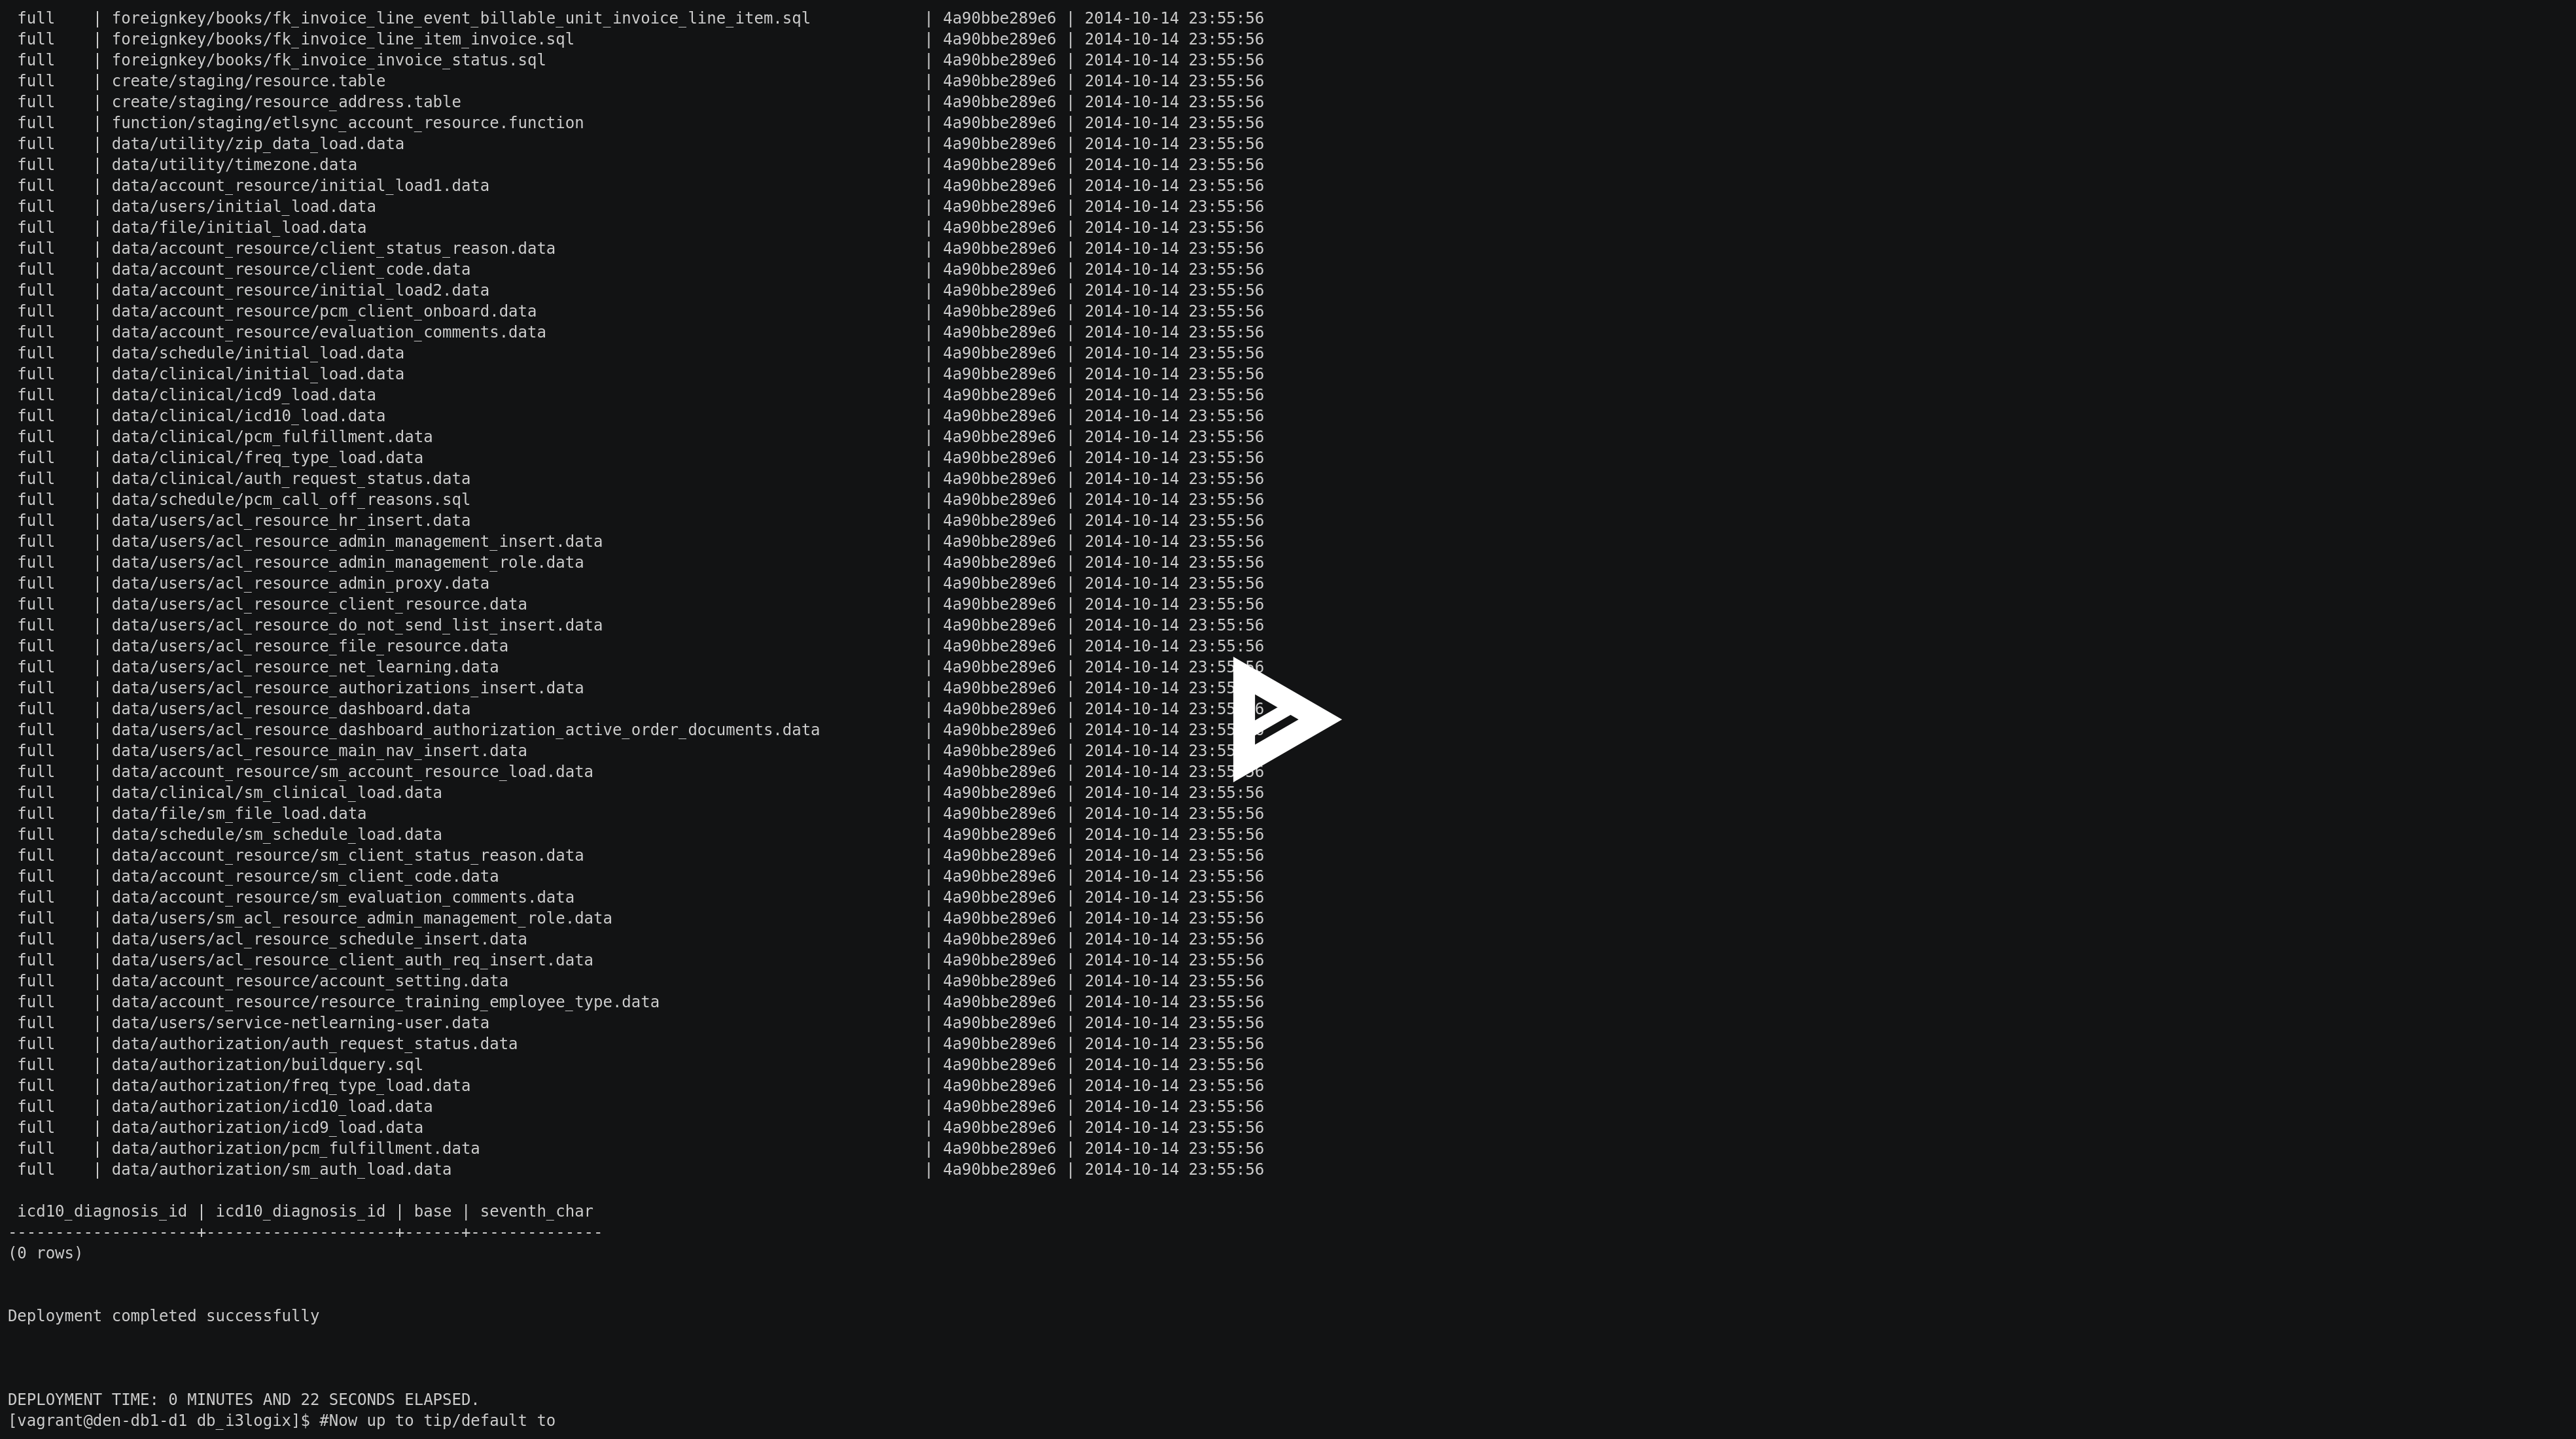 full    | foreignkey/books/fk_invoice_line_event_billable_unit_invoice_line_item.sql            | 4a90bbe289e6 | 2014-10-14 23:55:56
full    | foreignkey/books/fk_invoice_line_item_invoice.sql                                     | 4a90bbe289e6 | 2014-10-14 23:55:56
full    | foreignkey/books/fk_invoice_invoice_status.sql                                        | 4a90bbe289e6 | 2014-10-14 23:55:56
full    | create/staging/resource.table                                                         | 4a90bbe289e6 | 2014-10-14 23:55:56
full    | create/staging/resource_address.table                                                 | 4a90bbe289e6 | 2014-10-14 23:55:56
full    | function/staging/etlsync_account_resource.function                                    | 4a90bbe289e6 | 2014-10-14 23:55:56
full    | data/utility/zip_data_load.data                                                       | 4a90bbe289e6 | 2014-10-14 23:55:56
full    | data/utility/timezone.data                                                            | 4a90bbe289e6 | 2014-10-14 23:55:56
full    | data/account_resource/initial_load1.data                                              | 4a90bbe289e6 | 2014-10-14 23:55:56
full    | data/users/initial_load.data                                                          | 4a90bbe289e6 | 2014-10-14 23:55:56
full    | data/file/initial_load.data                                                           | 4a90bbe289e6 | 2014-10-14 23:55:56
full    | data/account_resource/client_status_reason.data                                       | 4a90bbe289e6 | 2014-10-14 23:55:56
full    | data/account_resource/client_code.data                                                | 4a90bbe289e6 | 2014-10-14 23:55:56
full    | data/account_resource/initial_load2.data                                              | 4a90bbe289e6 | 2014-10-14 23:55:56
full    | data/account_resource/pcm_client_onboard.data                                         | 4a90bbe289e6 | 2014-10-14 23:55:56
full    | data/account_resource/evaluation_comments.data                                        | 4a90bbe289e6 | 2014-10-14 23:55:56
full    | data/schedule/initial_load.data                                                       | 4a90bbe289e6 | 2014-10-14 23:55:56
full    | data/clinical/initial_load.data                                                       | 4a90bbe289e6 | 2014-10-14 23:55:56
full    | data/clinical/icd9_load.data                                                          | 4a90bbe289e6 | 2014-10-14 23:55:56
full    | data/clinical/icd10_load.data                                                         | 4a90bbe289e6 | 2014-10-14 23:55:56
full    | data/clinical/pcm_fulfillment.data                                                    | 4a90bbe289e6 | 2014-10-14 23:55:56
full    | data/clinical/freq_type_load.data                                                     | 4a90bbe289e6 | 2014-10-14 23:55:56
full    | data/clinical/auth_request_status.data                                                | 4a90bbe289e6 | 2014-10-14 23:55:56
full    | data/schedule/pcm_call_off_reasons.sql                                                | 4a90bbe289e6 | 2014-10-14 23:55:56
full    | data/users/acl_resource_hr_insert.data                                                | 4a90bbe289e6 | 2014-10-14 23:55:56
full    | data/users/acl_resource_admin_management_insert.data                                  | 4a90bbe289e6 | 2014-10-14 23:55:56
full    | data/users/acl_resource_admin_management_role.data                                    | 4a90bbe289e6 | 2014-10-14 23:55:56
full    | data/users/acl_resource_admin_proxy.data                                              | 4a90bbe289e6 | 2014-10-14 23:55:56
full    | data/users/acl_resource_client_resource.data                                          | 4a90bbe289e6 | 2014-10-14 23:55:56
full    | data/users/acl_resource_do_not_send_list_insert.data                                  | 4a90bbe289e6 | 2014-10-14 23:55:56
full    | data/users/acl_resource_file_resource.data                                            | 4a90bbe289e6 | 2014-10-14 23:55:56
full    | data/users/acl_resource_net_learning.data                                             | 4a90bbe289e6 | 2014-10-14
full    | data/users/acl_resource_authorizations_insert.data                                    | 4a90bbe289e6 | 2014-10-14
full    | data/users/acl_resource_dashboard.data                                                | 4a90bbe289e6 | 2014-10-14
full    | data/users/acl_resource_dashboard_authorization_active_order_documents.data           | 4a90bbe289e6 | 2014-10-14
full    | data/users/acl_resource_main_nav_insert.data                                          | 4a90bbe289e6 | 2014-10-14
full    | data/account_resource/sm_account_resource_load.data                                   | 4a90bbe289e6 | 2014-10-14
full    | data/clinical/sm_clinical_load.data                                                   | 4a90bbe289e6 | 2014-10-14 23:55:56
full    | data/file/sm_file_load.data                                                           | 4a90bbe289e6 | 2014-10-14 23:55:56
full    | data/schedule/sm_schedule_load.data                                                   | 4a90bbe289e6 | 2014-10-14 23:55:56
full    | data/account_resource/sm_client_status_reason.data                                    | 4a90bbe289e6 | 2014-10-14 23:55:56
full    | data/account_resource/sm_client_code.data                                             | 4a90bbe289e6 | 2014-10-14 23:55:56
full    | data/account_resource/sm_evaluation_comments.data                                     | 4a90bbe289e6 | 2014-10-14 23:55:56
full    | data/users/sm_acl_resource_admin_management_role.data                                 | 4a90bbe289e6 | 2014-10-14 23:55:56
full    | data/users/acl_resource_schedule_insert.data                                          | 4a90bbe289e6 | 2014-10-14 23:55:56
full    | data/users/acl_resource_client_auth_req_insert.data                                   | 4a90bbe289e6 | 2014-10-14 23:55:56
full    | data/account_resource/account_setting.data                                            | 4a90bbe289e6 | 2014-10-14 23:55:56
full    | data/account_resource/resource_training_employee_type.data                            | 4a90bbe289e6 | 2014-10-14 23:55:56
full    | data/users/service-netlearning-user.data                                              | 4a90bbe289e6 | 2014-10-14 23:55:56
full    | data/authorization/auth_request_status.data                                           | 4a90bbe289e6 | 2014-10-14 23:55:56
full    | data/authorization/buildquery.sql                                                     | 4a90bbe289e6 | 2014-10-14 23:55:56
full    | data/authorization/freq_type_load.data                                                | 4a90bbe289e6 | 2014-10-14 23:55:56
full    | data/authorization/icd10_load.data                                                    | 4a90bbe289e6 | 2014-10-14 23:55:56
full    | data/authorization/icd9_load.data                                                     | 4a90bbe289e6 | 2014-10-14 23:55:56
full    | data/authorization/pcm_fulfillment.data                                               | 4a90bbe289e6 | 2014-10-14 23:55:56
full    | data/authorization/sm_auth_load.data                                                  | 4a90bbe289e6 | 2014-10-14 23:55:56
icd10_diagnosis_id | icd10_diagnosis_id | base | seventh_char
--------------------+--------------------+------+--------------
(0 rows)
Deployment completed successfully
DEPLOYMENT TIME: 0 MINUTES AND 22 SECONDS ELAPSED.
[vagrant@den-db1-d1 db_i3logix]$ #Now up to tip/default to